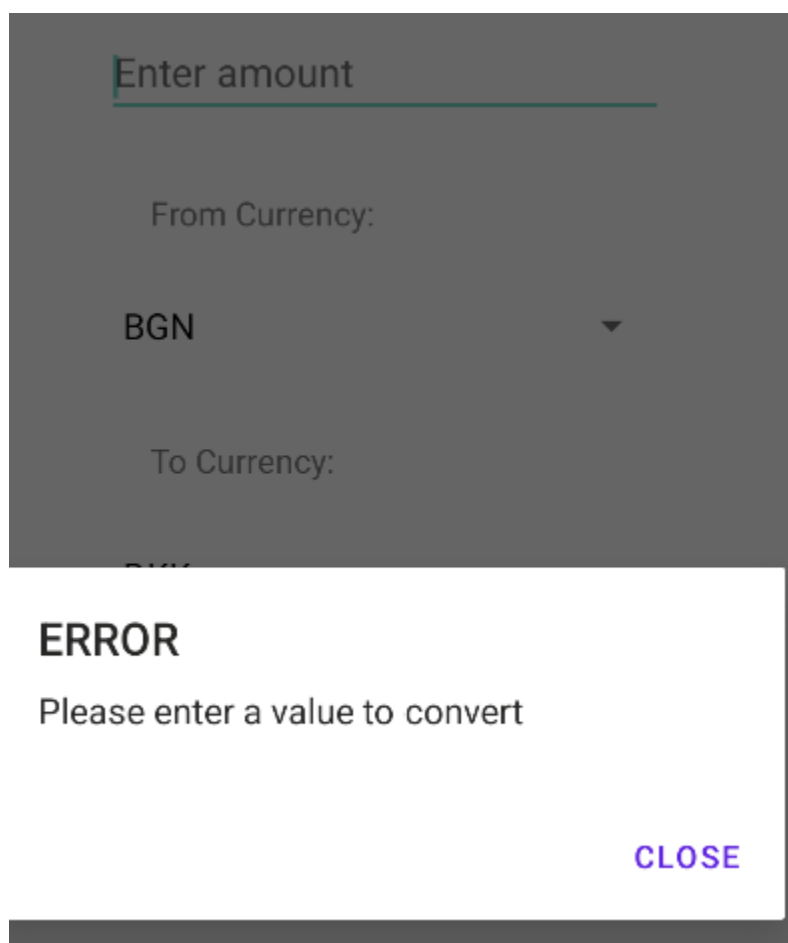 Enter amount
From Currency:
BGN
To Currency:
ERROR
Please enter a value to convert
CLOSE